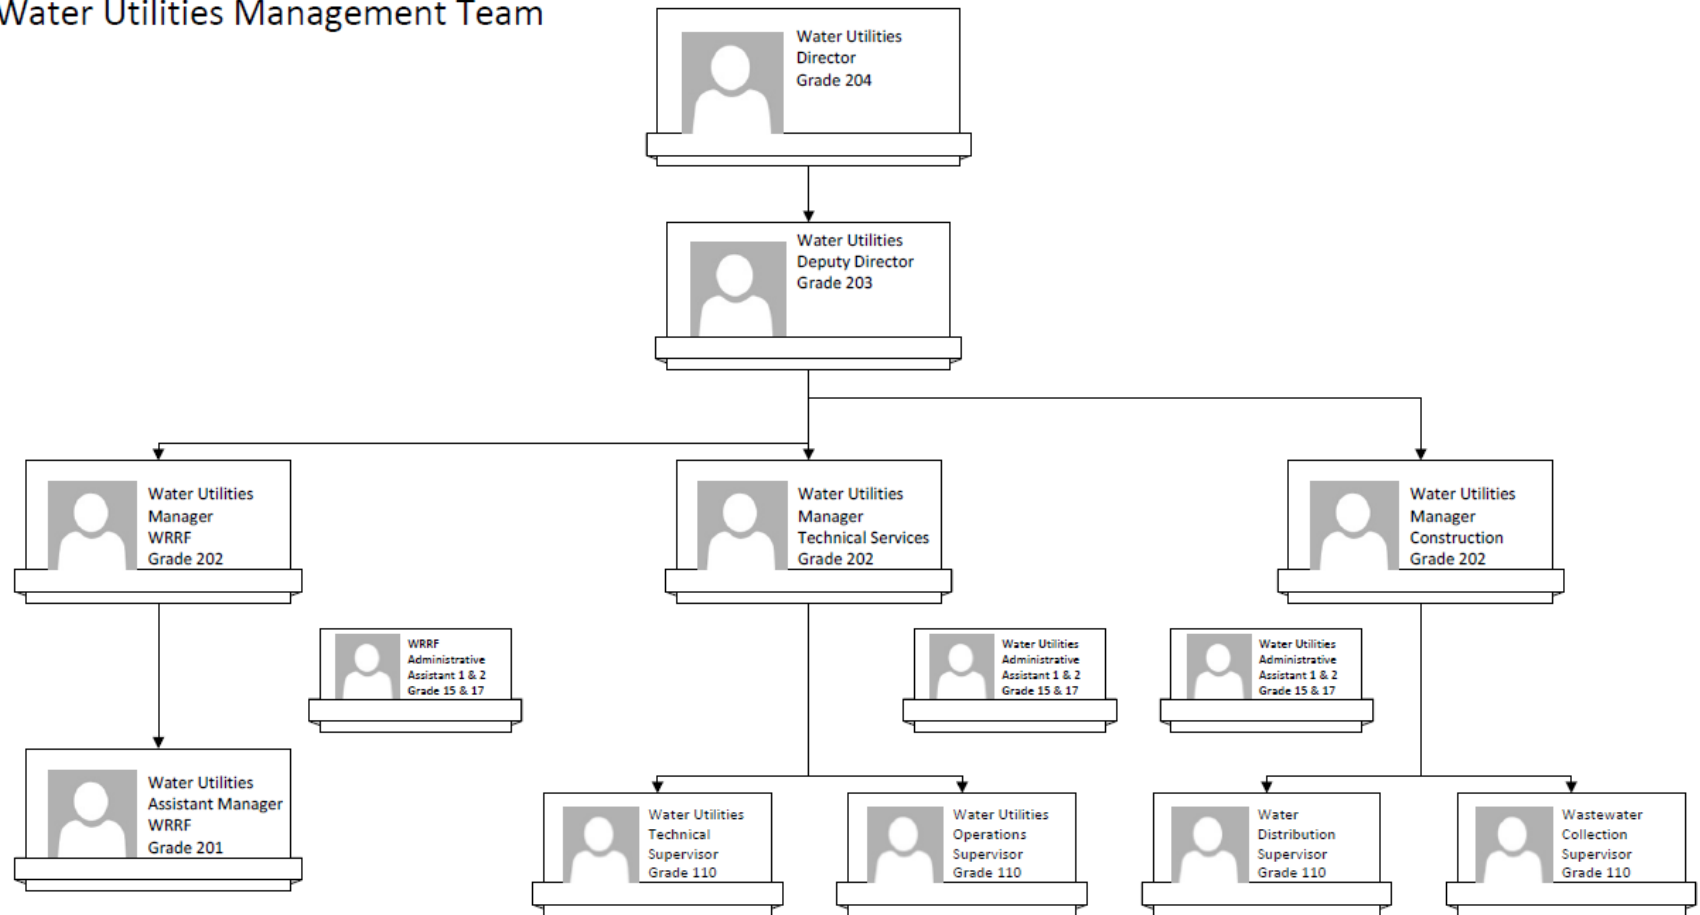 Water Utilities Management Team
Water Utilities
Director
Grade 204
Water Utilities
Deputy Director
Grade 203
Water Utilities
Manager
WRRF
Grade 202
Water Utilities
Manager
Technical Services
Grade 202
Water Utilities
Manager
Construction
Grade 202
WRRF
Administrative
Assistant 1 & 2
Grade 15 & 17
Water Utilities
Administrative
Assistant 1 & 2
Grade 15 & 17
Water Utilities
Administrative
Assistant 1 & 2
Grade 15 & 17
Water Utilities
Assistant Manager
WRRF
Grade 201
Water Utilities
Technical
Supervisor
Grade 110
Water Utilities
Operations
Supervisor
Grade 110
Water
Distribution
Supervisor
Grade 110
Wastewater
Collection
Supervisor
Grade 110